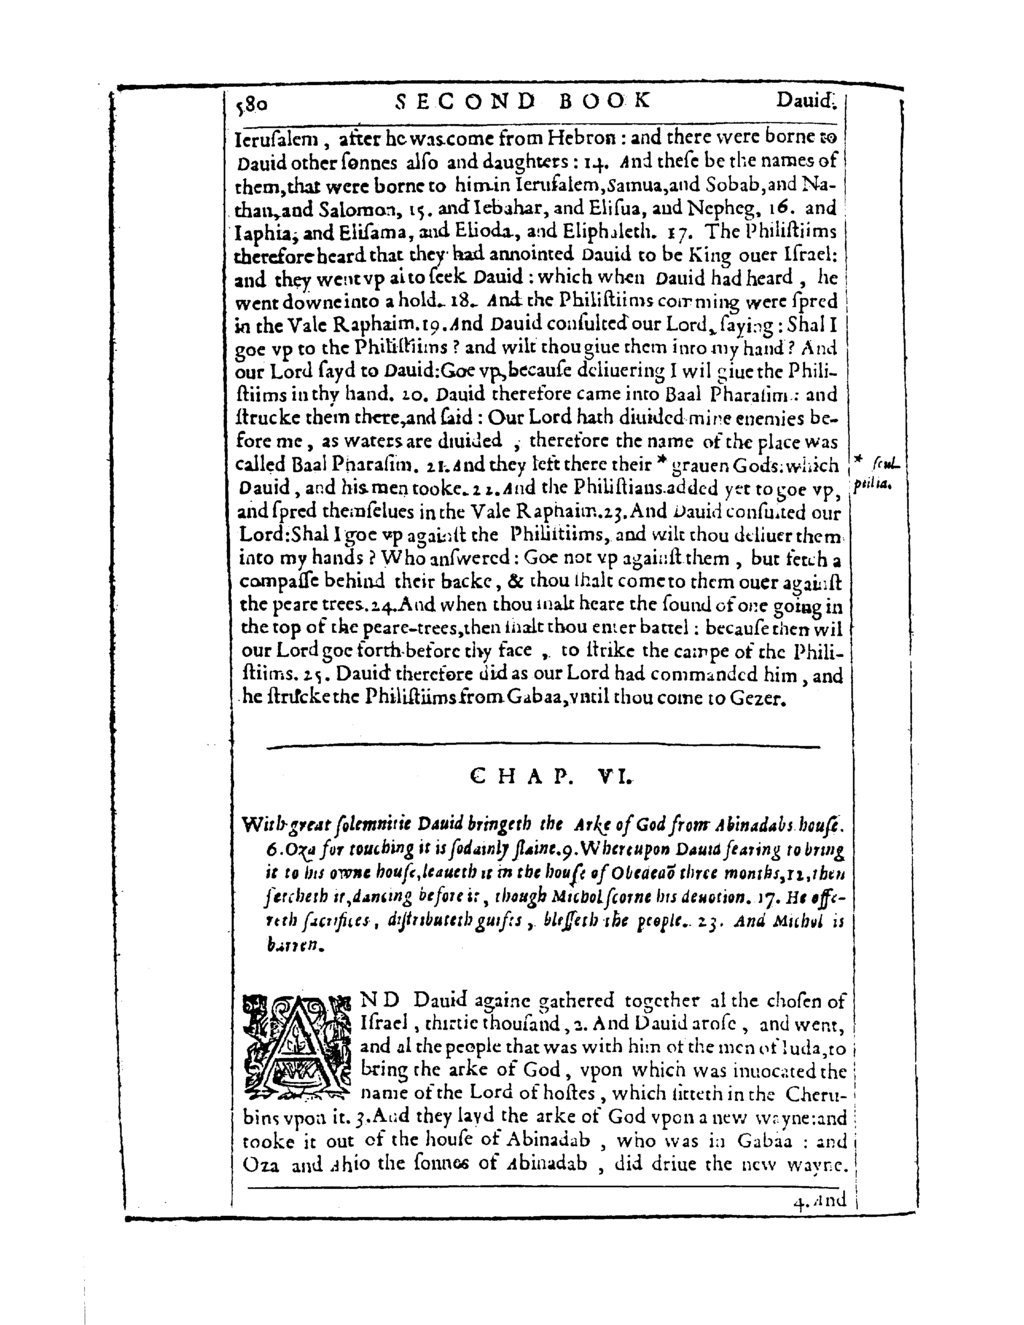 580 SECOND BOOK Dauid.
Ieruſalem, after he was come from Hebron: and there were borne to
Dauid other ſonnes alſo and daughters: 14. And theſe be the names of
them, that were borne to him in Ieruſalem, Samua, and Sobab, and Na-
than, and Salomon, 15. and Iebahar, and Eliſua, and Nepheg, 16. and
Iaphia, and Eliſama, and Elioda, and Eliphaleth. 17. The Philiſtiims
therefore heard that they had annointed Dauid to be King ouer Iſrael:
and they went vp al to ſeek Dauid: which when Dauid had heard, he
went downe into a hold. 18. And the Philiſtiims comming were ſpred
in the Vale Raphaim. 19. And Dauid conſulted our Lord, ſaying: Shal I
goe vp to the Philiſtiims? and wilt thou giue them into my hand? And
our Lord ſayd to Dauid: Goe vp, becauſe deliuering I wil giue the Phili-
ſtiims in thy hand. 20. Dauid therefore came into Baal Pharaſim: and
ſtrucke them there, and ſaid: Our Lord hath diuided mine enemies be-
fore me, as waters are diuided, therefore the name of the place was
called Baal Pharaſim. 21. And they left there their * grauen Gods: which
* ſcul-
Dauid, and his men tooke. 22. And the Philiſtians added yet to goe vp,
ptilia.
and ſpred themſelues in the Vale Raphaim. 23. And Dauid conſulted our
Lord: Shal I goe vp againſt the Philiſtiims, and wilt thou deliuer them
into my hands? Who anſwered: Goe not vp againſt them, but fetch a
compaſſe behind their backe, & thou ſhalt come to them ouer againſt
the peare trees. 24. And when thou ſhalt heare the ſound of one going in
the top of the peare-trees, then ſhalt thou enter battel: becauſe then wil
our Lord goe forth before thy face, to ſtrike the campe of the Phili-
ſtiims. 25. Dauid therefore did as our Lord had commanded him, and
he ſtrucke the Philiſtiims from Gabaa, vntil thou come to Gezer.
CHAP. VI.
With great ſolemnitie Dauid bringeth the Arke of God from Abinadabs houſe.
6. Oza for touching it is ſodainly ſlaine. 9. Whereupon Dauid fearing to bring
it to his owne houſe, leaueth it in the houſe of Obededō three months, 12, then
fetcheth it, dancing before it, though Michol ſcorne his deuotion. 17. He offe-
reth ſacrifices, diſtributeth guifts, bleſſeth the people. 23. And Michol is
barren.
AND Dauid againe gathered together al the choſen of
Iſrael, thirtie thouſand, 2. And Dauid aroſe, and went,
and al the people that was with him of the men of Iuda, to
bring the arke of God, vpon which was inuocated the
name of the Lord of hoſtes, which ſitteth in the Cheru-
bins vpon it. 3. And they layd the arke of God vpon a new wayne: and
tooke it out of the houſe of Abinadab, who was in Gabaa: and
Oza and Ahio the ſonnes of Abinadab, did driue the new wayne.
4. And